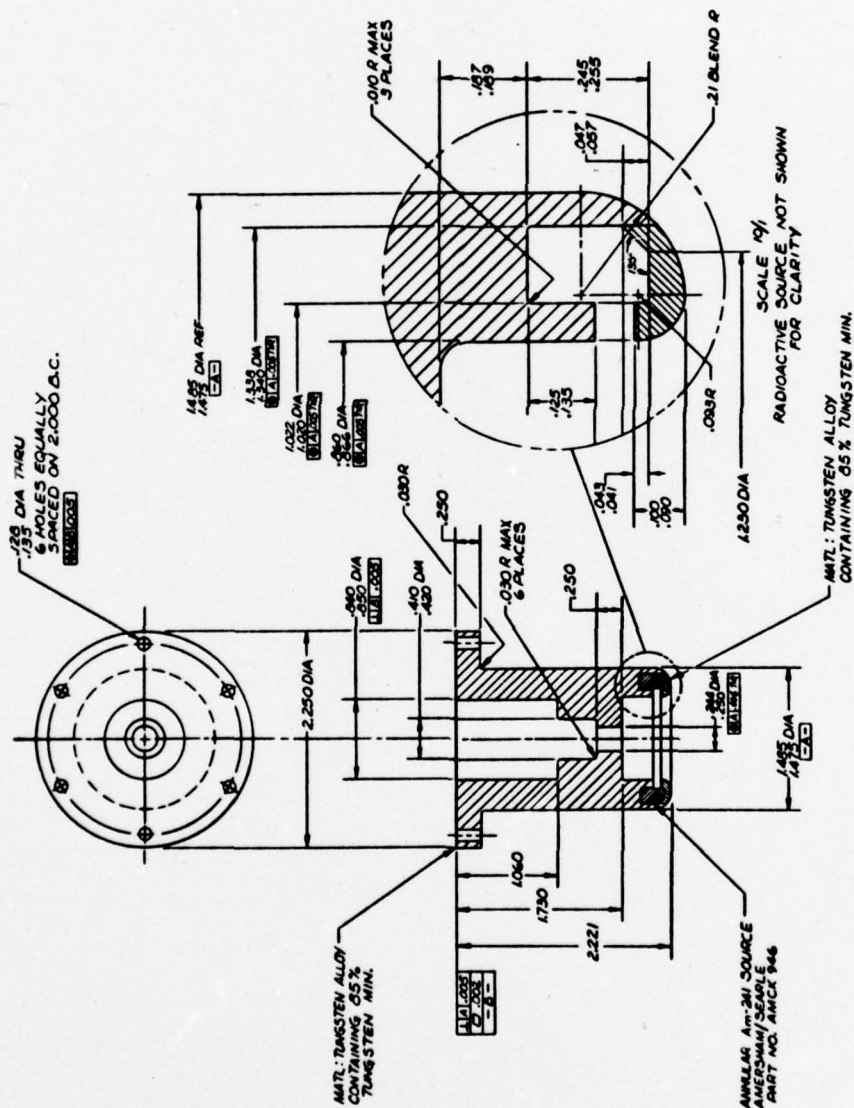 .128
.135 DIA THRU
6 HOLES EQUALLY
SPACED ON 2.000 B.C.
2.250 DIA
MATL: TUNGSTEN ALLOY
CONTAINING 85%
TUNGSTEN MIN.
.840 DIA
.850
.410 DIA
.420
.030 R
.250
.030 R MAX
6 PLACES
.250
1.060
1.730
2.221
⊥ A .005
.002
-B-
DIA
1.485
1.475 DIA
-A-
ANNULAR Am-241 SOURCE
AMERSHAM/SEARLE
PART NO. AMCK 946
MATL: TUNGSTEN ALLOY
CONTAINING 85% TUNGSTEN MIN.
1.485
1.475 DIA REF
-A-
1.338
1.340 DIA
1.022
1.020 DIA
.860 DIA
.010 R MAX
3 PLACES
.187
.189
.245
.255
.047
.057
.21 BLEND R
.125
.135
.043
.041
.100
.090
.093 R
1.230 DIA
SCALE 10/1
RADIOACTIVE SOURCE NOT SHOWN
FOR CLARITY